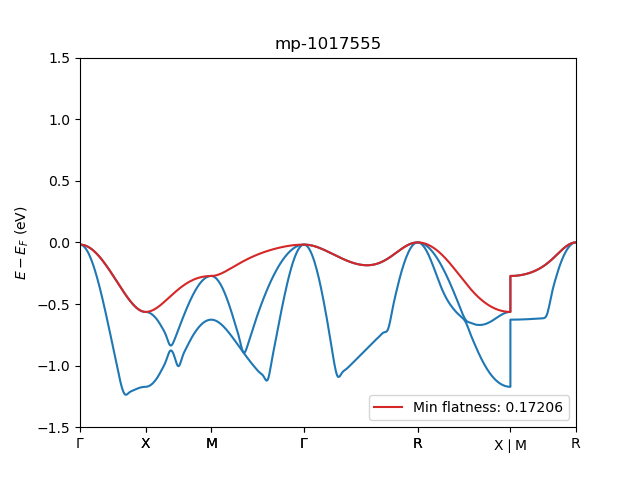 mp-1017555
E − E_F (eV)
1.5
1.0
0.5
0.0
−0.5
−1.0
−1.5
Min flatness: 0.17206
Γ X M Γ R X | M R